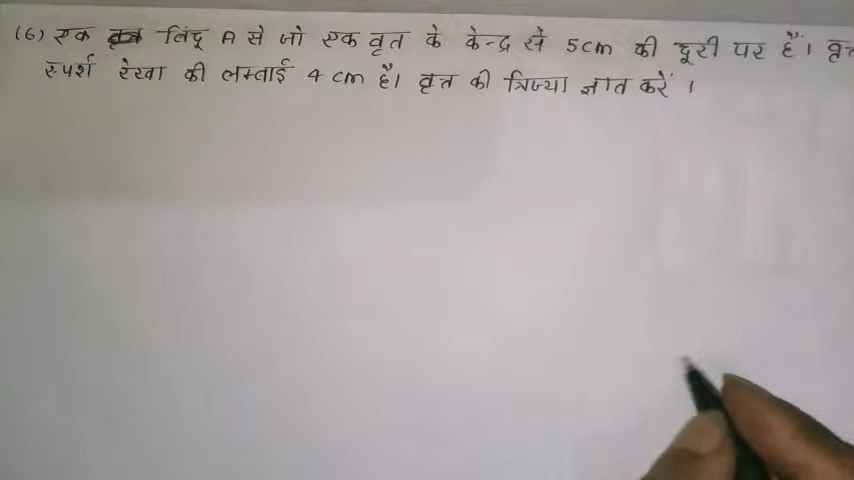 (6) एक बिंदू A से जो एक वृत के केन्द्र से 5cm की दूरी पर है। वृत्त
स्पर्श रेखा की लम्बाई 4 cm है। वृत्त की त्रिज्या ज्ञात करें ।